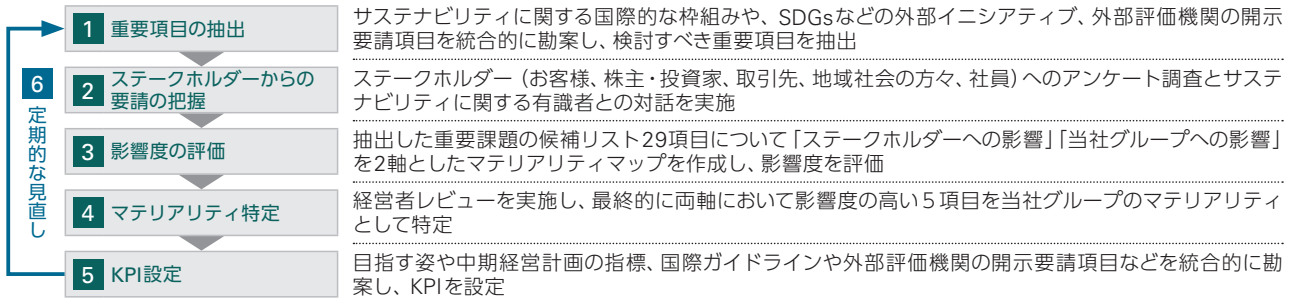 1 重要項目の抽出
サステナビリティに関する国際的な枠組みや、SDGsなどの外部イニシアティブ、外部評価機関の開示
要請項目を統合的に勘案し、検討すべき重要項目を抽出
6 定期的な見直し
2 ステークホルダーからの
要請の把握
ステークホルダー（お客様、株主・投資家、取引先、地域社会の方々、社員）へのアンケート調査とサステ
ナビリティに関する有識者との対話を実施
3 影響度の評価
抽出した重要課題の候補リスト29項目について「ステークホルダーへの影響」「当社グループへの影響」
を2軸としたマテリアリティマップを作成し、影響度を評価
4 マテリアリティ特定
経営者レビューを実施し、最終的に両軸において影響度の高い5項目を当社グループのマテリアリティ
として特定
5 KPI設定
目指す姿や中期経営計画の指標、国際ガイドラインや外部評価機関の開示要請項目などを統合的に勘
案し、KPIを設定